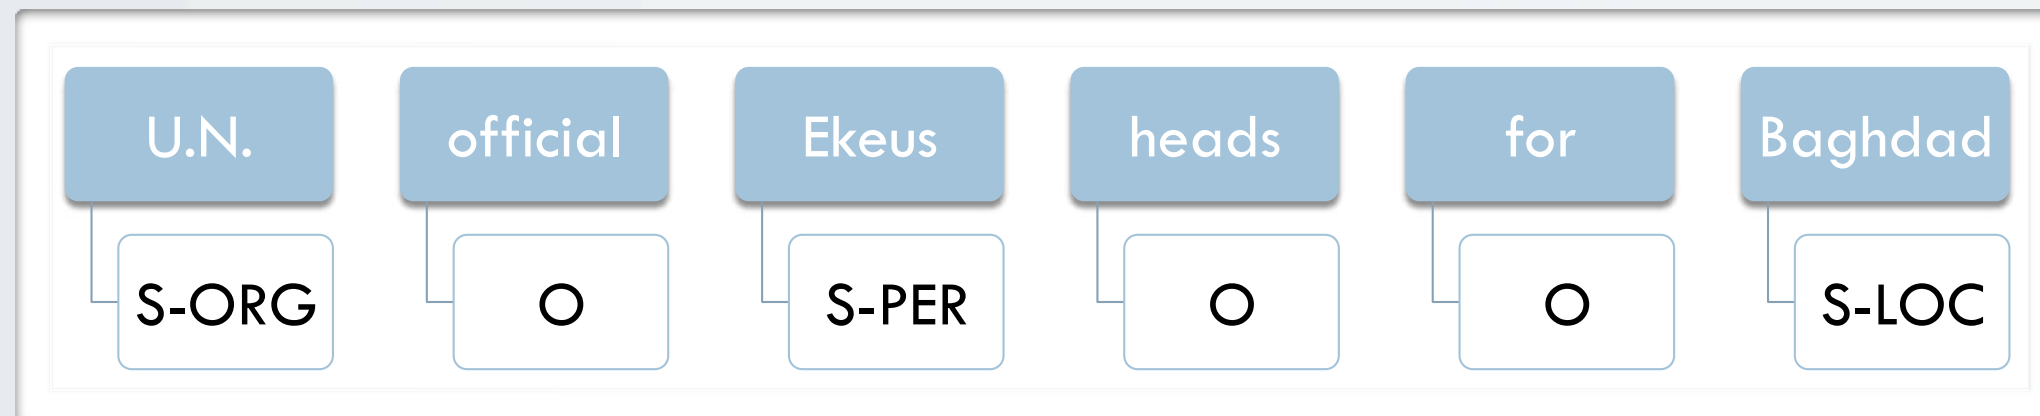 U.N. official Ekeus heads for Baghdad
S-ORG O S-PER O O S-LOC